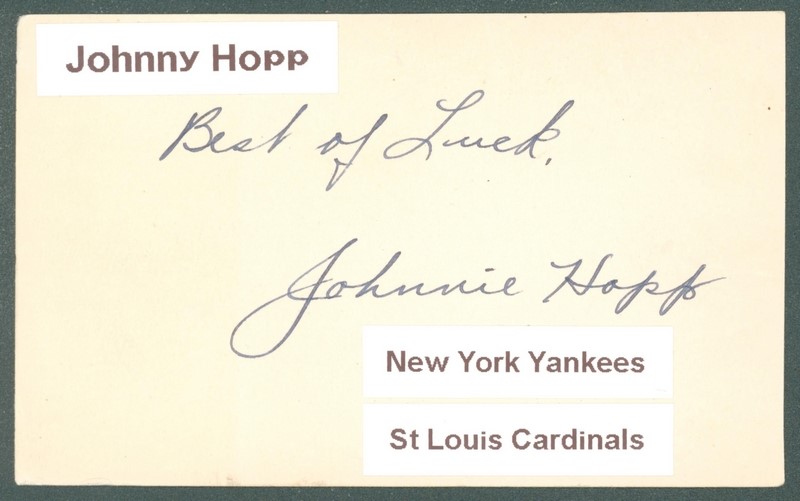 Johnny Hopp
Best of Luck.
Johnnie Hopp
New York Yankees
St Louis Cardinals